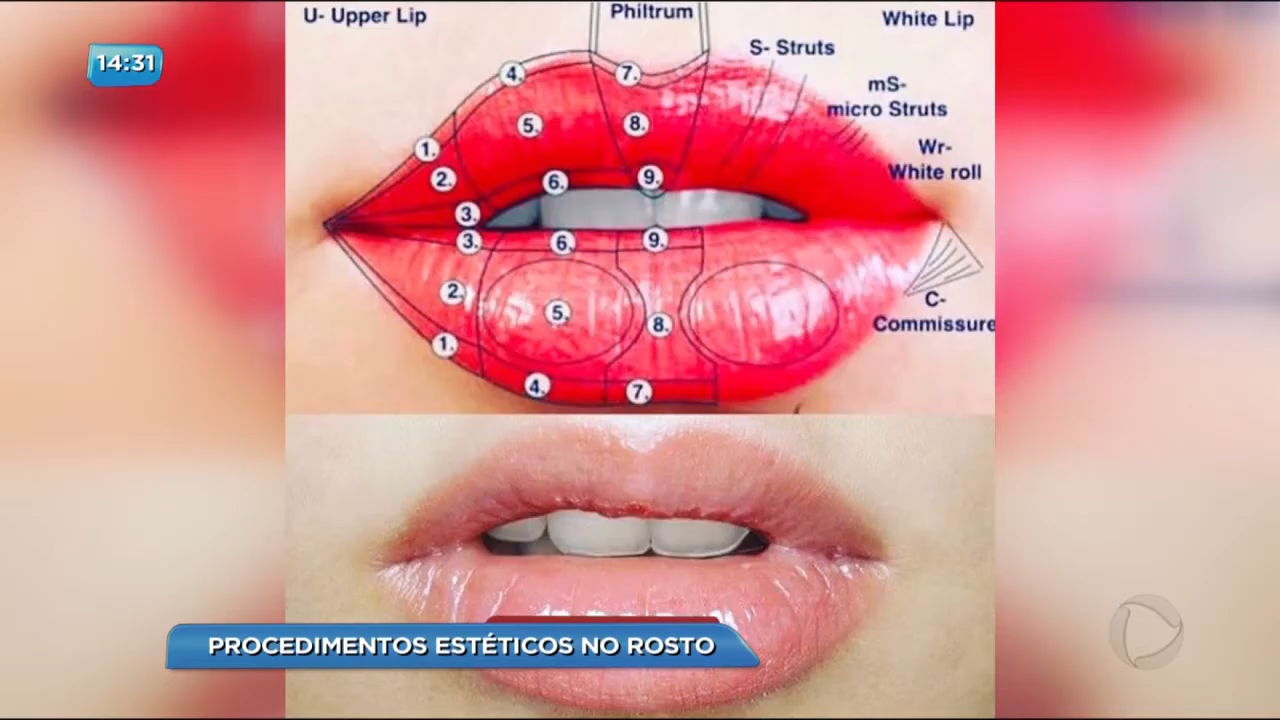 U- Upper Lip
Philtrum
White Lip
14:31
S- Struts
mS-
micro Struts
Wr-
White roll
4.
7.
5.
8.
1.
2.
6.
9.
3.
3.
6.
9.
2.
5.
8.
1.
4.
7.
C-
Commissure
PROCEDIMENTOS ESTÉTICOS NO ROSTO